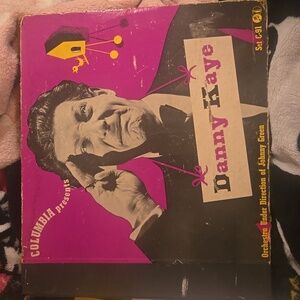 COLUMBIA
presents
Danny Kaye
Orchestra Under Direction of Johnny Green
Set C-91